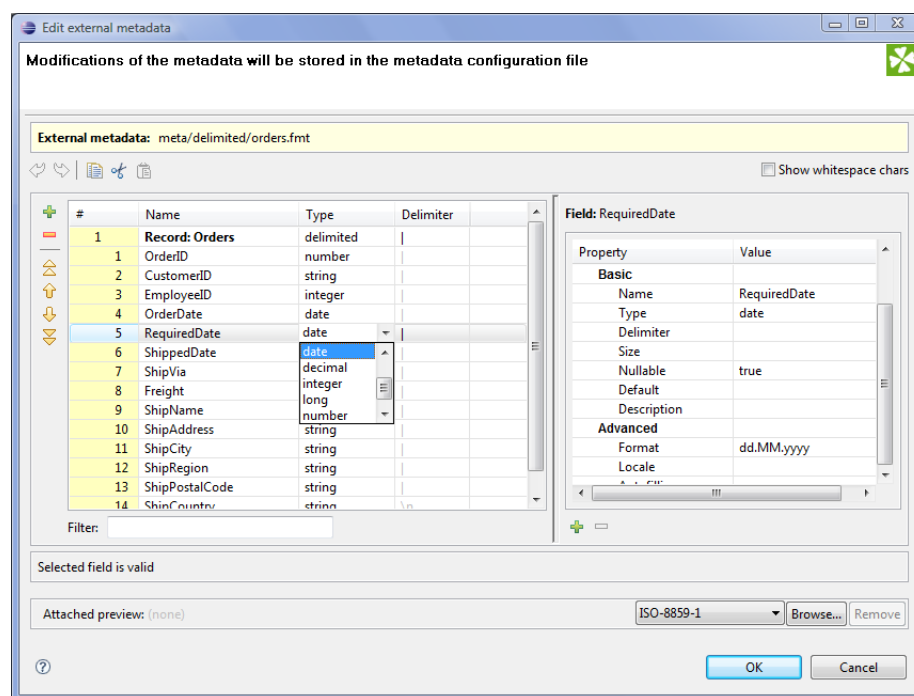 Edit external metadata
Modifications of the metadata will be stored in the metadata configuration file
External metadata: meta/delimited/orders.fmt
Show whitespace chars
# Name Type Delimiter
1 Record: Orders delimited |
1 OrderID number |
2 CustomerID string |
3 EmployeeID integer |
4 OrderDate date |
5 RequiredDate date |
6 ShippedDate |
7 ShipVia |
8 Freight |
9 ShipName |
10 ShipAddress string |
11 ShipCity string |
12 ShipRegion string |
13 ShipPostalCode string |
14 ShipCountry string \n
date
decimal
integer
long
number
Filter:
Field: RequiredDate
Property Value
Basic
Name RequiredDate
Type date
Delimiter
Size
Nullable true
Default
Description
Advanced
Format dd.MM.yyyy
Locale
Selected field is valid
Attached preview: (none)
ISO-8859-1
Browse...
Remove
OK
Cancel